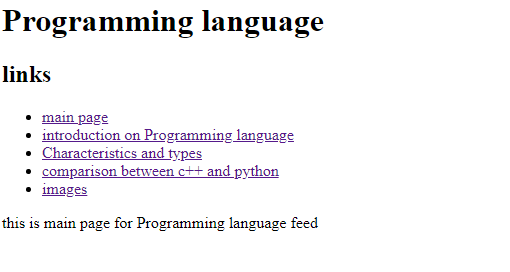 Programming language
links
main page
introduction on Programming language
Characteristics and types
comparison between c++ and python
images
this is main page for Programming language feed